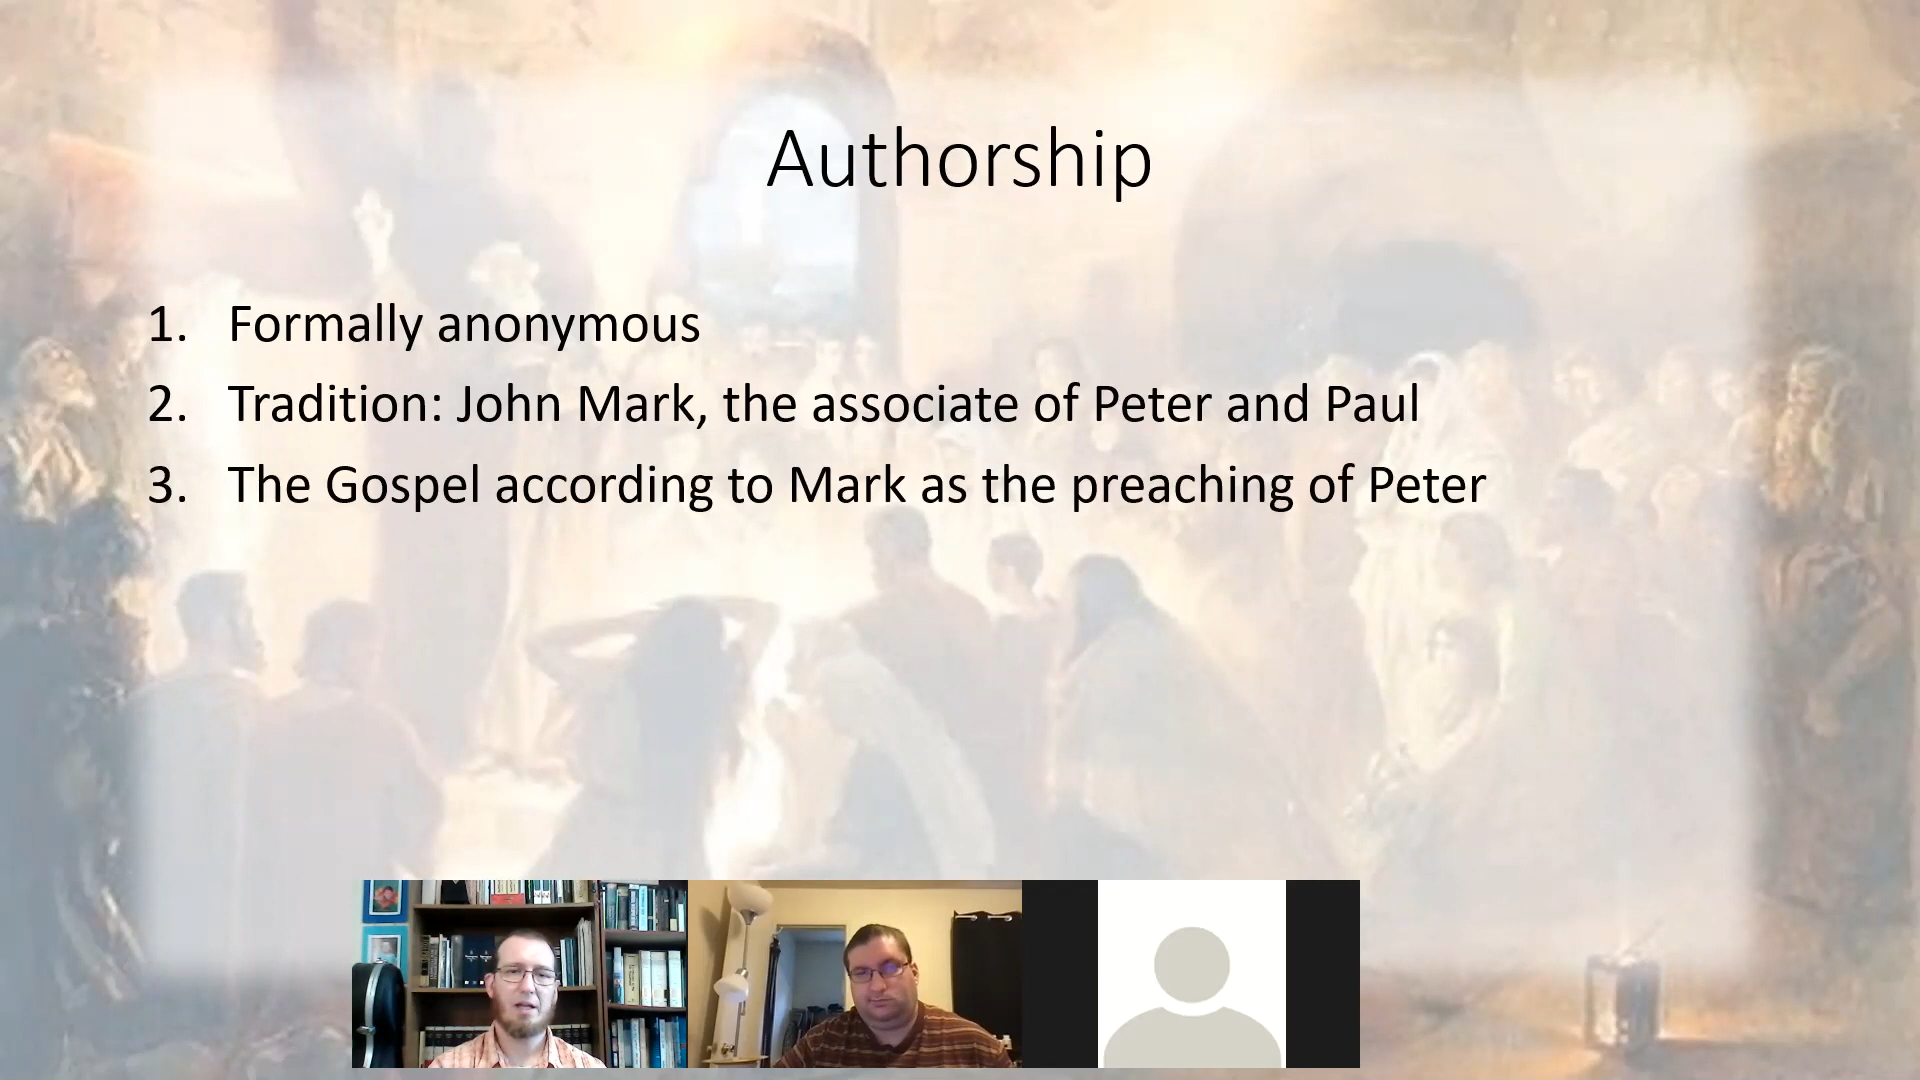 Authorship
1. Formally anonymous
2. Tradition: John Mark, the associate of Peter and Paul
3. The Gospel according to Mark as the preaching of Peter